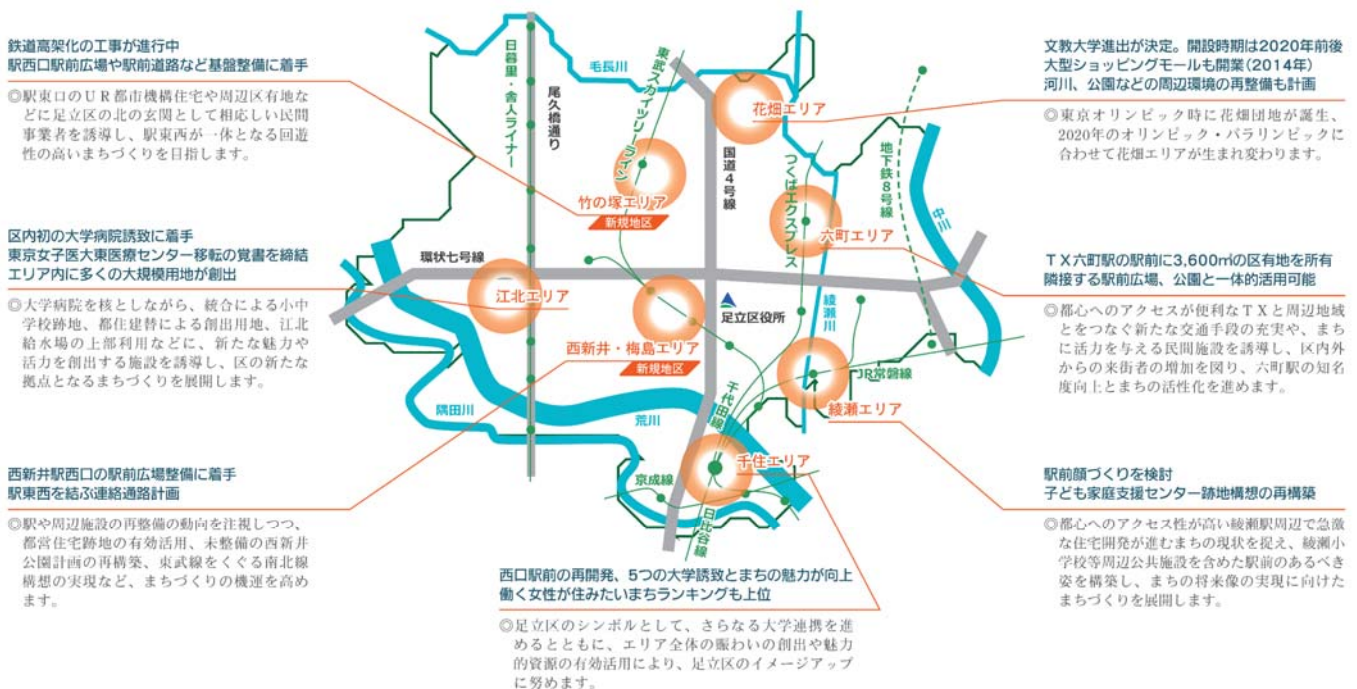 鉄道高架化の工事が進行中
駅西口駅前広場や駅前道路など基盤整備に着手
◎駅東口のUR都市機構住宅や周辺区有地な
どに足立区の北の玄関として相応しい民間
事業者を誘導し、駅東西が一体となる回遊
性の高いまちづくりを目指します。
区内初の大学病院誘致に着手
東京女子医大東医療センター移転の覚書を締結
エリア内に多くの大規模用地が創出
◎大学病院を核としながら、統合による小中
学校跡地、都住建替による創出用地、江北
給水場の上部利用などに、新たな魅力や
活力を創出する施設を誘導し、区の新たな
拠点となるまちづくりを展開します。
西新井駅西口の駅前広場整備に着手
駅東西を結ぶ連絡通路計画
◎駅や周辺施設の再整備の動向を注視しつつ、
都営住宅跡地の有効活用、未整備の西新井
公園計画の再構築、東武線をくぐる南北線
構想の実現など、まちづくりの機運を高め
ます。
日暮里・舎人ライナー
尾久橋通り
毛長川
東武スカイツリーライン
花畑エリア
国道4号線
つくばエクスプレス
地下鉄8号線
中川
竹の塚エリア
新規地区
六町エリア
環状七号線
江北エリア
足立区役所
綾瀬川
西新井・梅島エリア
新規地区
JR常磐線
綾瀬エリア
隅田川
荒川
千代田線
千住エリア
京成線
日比谷線
西口駅前の再開発、5つの大学誘致とまちの魅力が向上
働く女性が住みたいまちランキングも上位
◎足立区のシンボルとして、さらなる大学連携を進
めるとともに、エリア全体の賑わいの創出や魅力
的資源の有効活用により、足立区のイメージアップ
に努めます。
文教大学進出が決定。開設時期は2020年前後
大型ショッピングモールも開業(2014年)
河川、公園などの周辺環境の再整備も計画
◎東京オリンピック時に花畑団地が誕生、
2020年のオリンピック・パラリンピックに
合わせて花畑エリアが生まれ変わります。
TX六町駅の駅前に3,600㎡の区有地を所有
隣接する駅前広場、公園と一体的活用可能
◎都心へのアクセスが便利なTXと周辺地域
とをつなぐ新たな交通手段の充実や、まち
に活力を与える民間施設を誘導し、区内外
からの来街者の増加を図り、六町駅の知名
度向上とまちの活性化を進めます。
駅前顔づくりを検討
子ども家庭支援センター跡地構想の再構築
◎都心へのアクセス性が高い綾瀬駅周辺で急激
な住宅開発が進むまちの現状を捉え、綾瀬小
学校等周辺公共施設を含めた駅前のあるべき
姿を構築し、まちの将来像の実現に向けた
まちづくりを展開します。